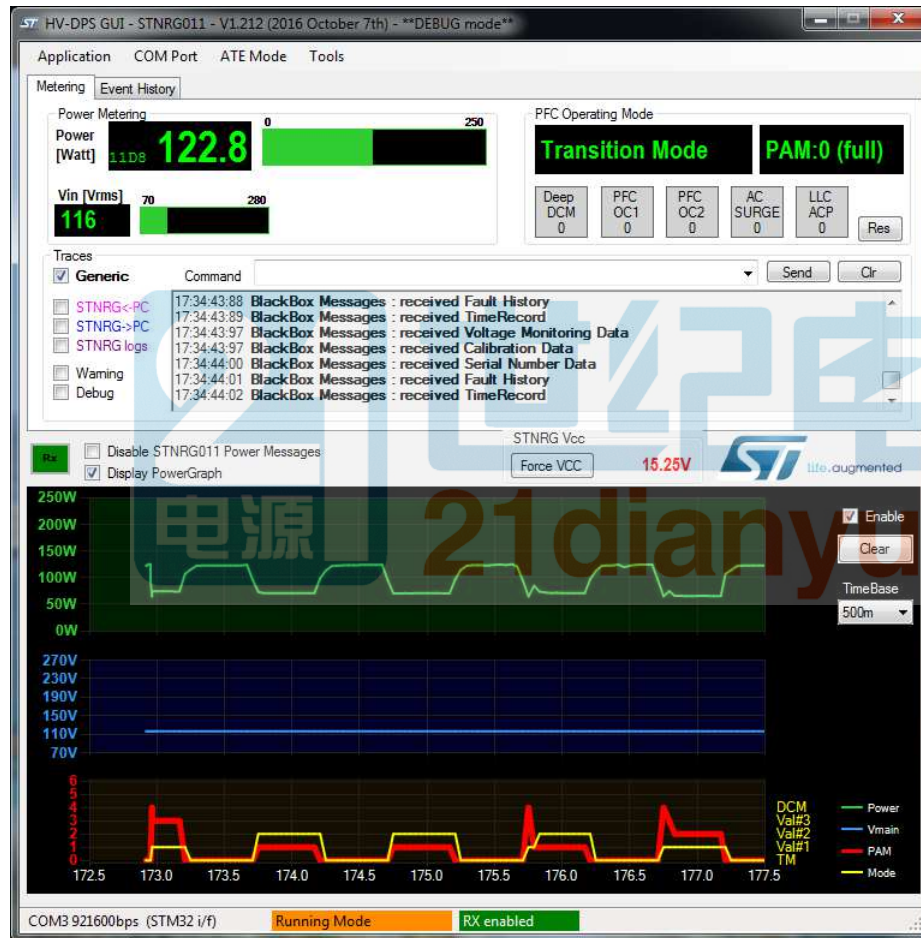 HV-DPS GUI - STNRG011 - V1.212 (2016 October 7th) - **DEBUG mode**
Application COM Port ATE Mode Tools
Metering Event History
Power Metering
Power [Watt] 11D8 122.8 0 250
Vin [Vrms] 116 70 280
PFC Operating Mode
Transition Mode PAM:0 (full)
Deep DCM 0
PFC OC1 0
PFC OC2 0
AC SURGE 0
LLC ACP 0
Res
Traces
Generic Command Send Clr
STNRG<-PC
STNRG->PC
STNRG logs
Warning
Debug
17:34:43:88 BlackBox Messages : received Fault History
17:34:43:89 BlackBox Messages : received TimeRecord
17:34:43:97 BlackBox Messages : received Voltage Monitoring Data
17:34:43:97 BlackBox Messages : received Calibration Data
17:34:44:00 BlackBox Messages : received Serial Number Data
17:34:44:01 BlackBox Messages : received Fault History
17:34:44:02 BlackBox Messages : received TimeRecord
Rx
Disable STNRG011 Power Messages
Display PowerGraph
STNRG Vcc
Force VCC 15.25V
ST life.augmented
世纪电
电源
21dianyu
250W
200W
150W
100W
50W
0W
Enable
Clear
TimeBase
500m
270V
230V
190V
150V
110V
70V
6
5
4
3
2
1
0
DCM
Val#3
Val#2
Val#1
TM
Power
Vmain
PAM
Mode
172.5 173.0 173.5 174.0 174.5 175.0 175.5 176.0 176.5 177.0 177.5
COM3 921600bps (STM32 i/f) Running Mode RX enabled